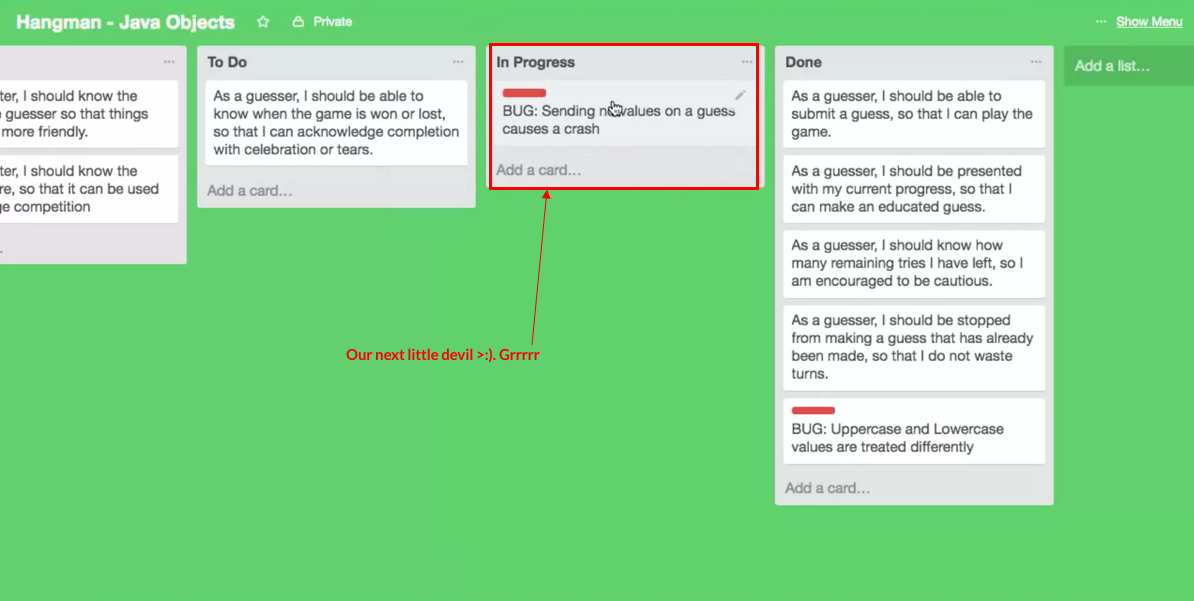 Hangman - Java Objects
Private
Show Menu
ter, I should know the
guesser so that things
more friendly.
ter, I should know the
re, so that it can be used
ge competition
To Do
As a guesser, I should be able to
know when the game is won or lost,
so that I can acknowledge completion
with celebration or tears.
Add a card…
In Progress
BUG: Sending values on a guess
causes a crash
Add a card…
Our next little devil >:). Grrrrr
Done
As a guesser, I should be able to
submit a guess, so that I can play the
game.
As a guesser, I should be presented
with my current progress, so that I
can make an educated guess.
As a guesser, I should know how
many remaining tries I have left, so I
am encouraged to be cautious.
As a guesser, I should be stopped
from making a guess that has already
been made, so that I do not waste
turns.
BUG: Uppercase and Lowercase
values are treated differently
Add a card…
Add a list…